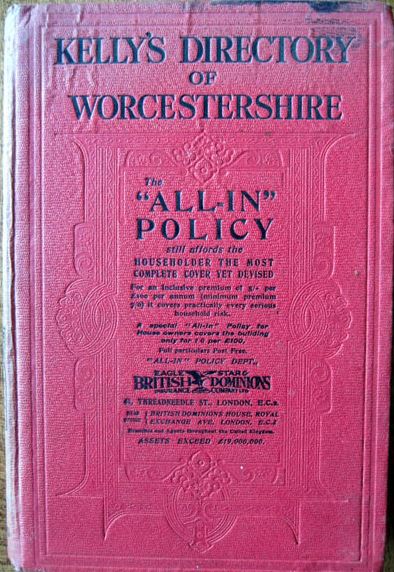 KELLY'S DIRECTORY
OF
WORCESTERSHIRE
The
"ALL-IN"
POLICY
still affords the
HOUSEHOLDER THE MOST
COMPLETE COVER YET DEVISED
For an inclusive premium of 5/- per
£100 per annum (minimum premium
5/-) it covers practically every serious
household risk.
A special "All-in" Policy for
House owners covers the building
only for 1/6 per £100.
Full particulars Post Free.
"ALL-IN" POLICY DEPT.,
EAGLE STAR &
BRITISH DOMINIONS
INSURANCE COMPANY LTD
THREADNEEDLE ST., LONDON, E.C.2.
HEAD OFFICE BRITISH DOMINIONS HOUSE, ROYAL
EXCHANGE AVE. LONDON, E.C.3
Branches and Agents throughout the United Kingdom.
ASSETS EXCEED £19,000,000.